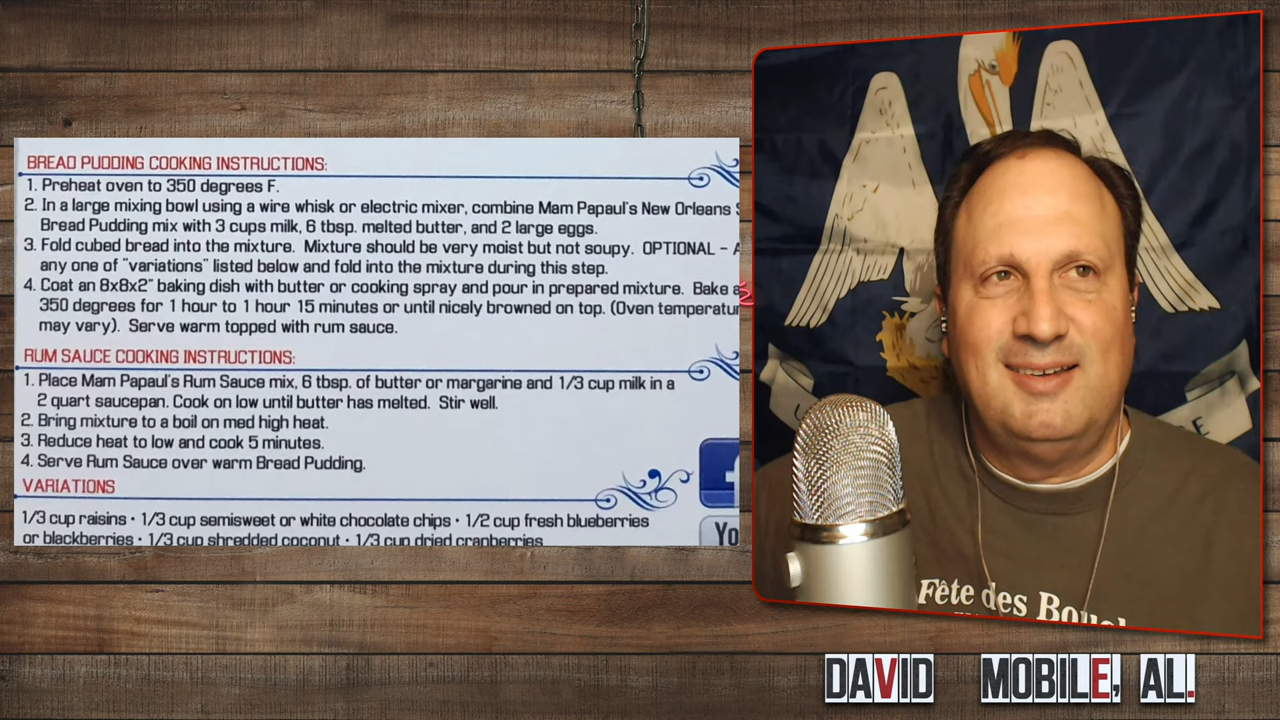 BREAD PUDDING COOKING INSTRUCTIONS:
1. Preheat oven to 350 degrees F.
2. In a large mixing bowl using a wire whisk or electric mixer, combine Mam Papaul's New Orleans
Bread Pudding mix with 3 cups milk, 6 tbsp. melted butter, and 2 large eggs.
3. Fold cubed bread into the mixture. Mixture should be very moist but not soupy. OPTIONAL -
any one of "variations" listed below and fold into the mixture during this step.
4. Coat an 8x8x2" baking dish with butter or cooking spray and pour in prepared mixture. Bake
350 degrees for 1 hour to 1 hour 15 minutes or until nicely browned on top. (Oven
may vary). Serve warm topped with rum sauce.
RUM SAUCE COOKING INSTRUCTIONS:
1. Place Mam Papaul's Rum Sauce mix, 6 tbsp. of butter or margarine and 1/3 cup milk in a
2 quart saucepan. Cook on low until butter has melted. Stir well.
2. Bring mixture to a boil on med high heat.
3. Reduce heat to low and cook 5 minutes.
4. Serve Rum Sauce over warm Bread Pudding.
VARIATIONS
1/3 cup raisins • 1/3 cup semisweet or white chocolate chips • 1/2 cup fresh blueberries
or blackberries • 1/3 cup shredded coconut • 1/3 cup dried cranberries
Fête des
DAVID MOBILE, AL!